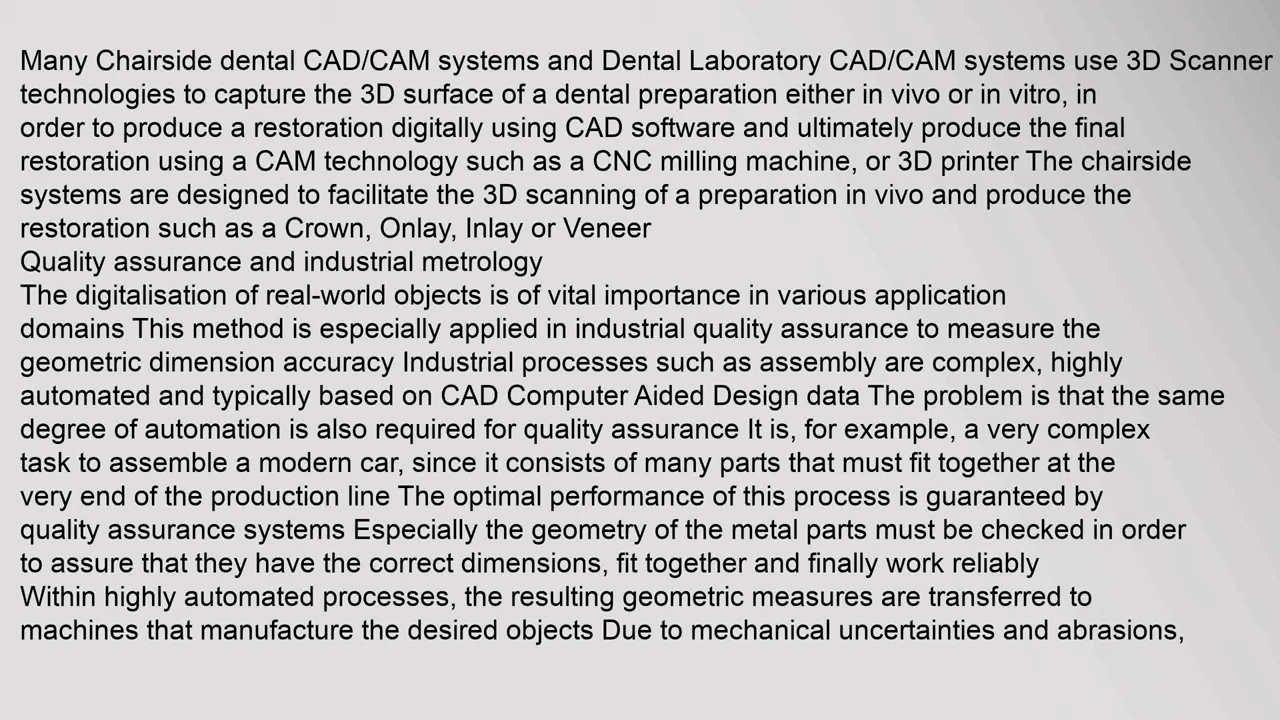 Many Chairside dental CAD/CAM systems and Dental Laboratory CAD/CAM systems use 3D Scanner
technologies to capture the 3D surface of a dental preparation either in vivo or in vitro, in
order to produce a restoration digitally using CAD software and ultimately produce the final
restoration using a CAM technology such as a CNC milling machine, or 3D printer The chairside
systems are designed to facilitate the 3D scanning of a preparation in vivo and produce the
restoration such as a Crown, Onlay, Inlay or Veneer
Quality assurance and industrial metrology
The digitalisation of real-world objects is of vital importance in various application
domains This method is especially applied in industrial quality assurance to measure the
geometric dimension accuracy Industrial processes such as assembly are complex, highly
automated and typically based on CAD Computer Aided Design data The problem is that the same
degree of automation is also required for quality assurance It is, for example, a very complex
task to assemble a modern car, since it consists of many parts that must fit together at the
very end of the production line The optimal performance of this process is guaranteed by
quality assurance systems Especially the geometry of the metal parts must be checked in order
to assure that they have the correct dimensions, fit together and finally work reliably
Within highly automated processes, the resulting geometric measures are transferred to
machines that manufacture the desired objects Due to mechanical uncertainties and abrasions,